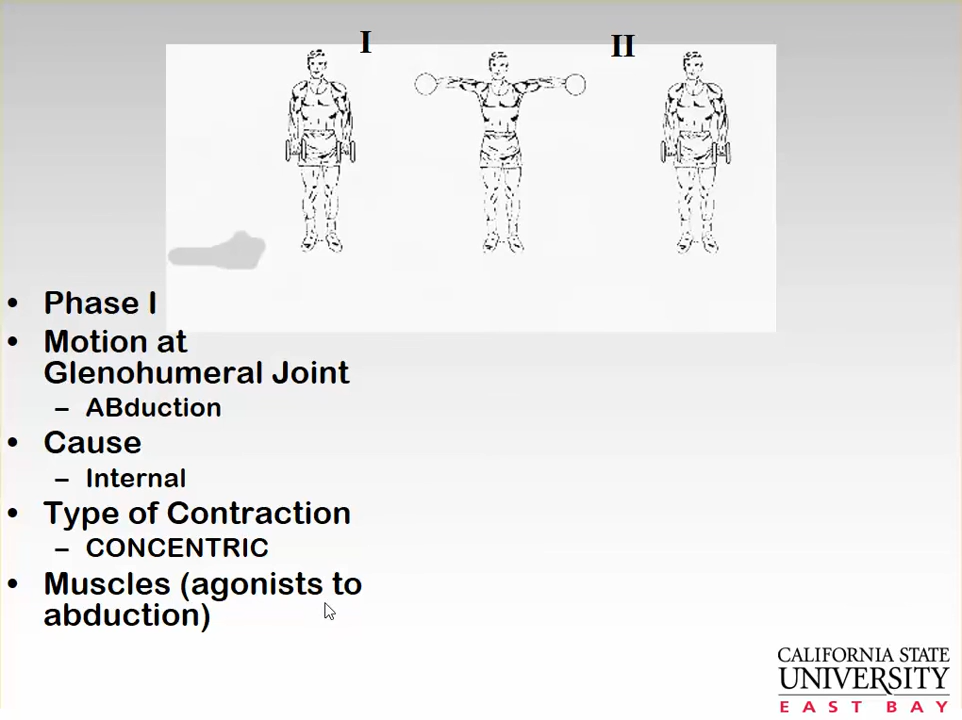 I
II
• Phase I
• Motion at
Glenohumeral Joint
– ABduction
• Cause
– Internal
• Type of Contraction
– CONCENTRIC
• Muscles (agonists to
abduction)
CALIFORNIA STATE
UNIVERSITY
EAST BAY